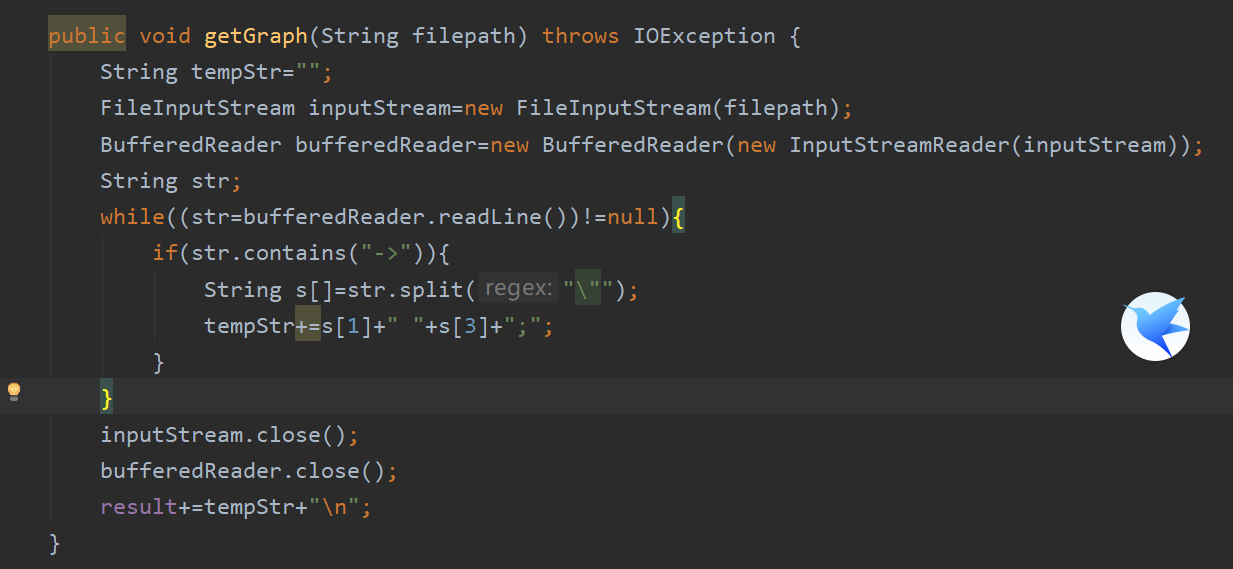 public void getGraph(String filepath) throws IOException {
String tempStr="";
FileInputStream inputStream=new FileInputStream(filepath);
BufferedReader bufferedReader=new BufferedReader(new InputStreamReader(inputStream));
String str;
while((str=bufferedReader.readLine())!=null){
if(str.contains("->")){
String s[]=str.split( regex: "\"");
tempStr+=s[1]+" "+s[3]+";";
}
}
inputStream.close();
bufferedReader.close();
result+=tempStr+"\n";
}